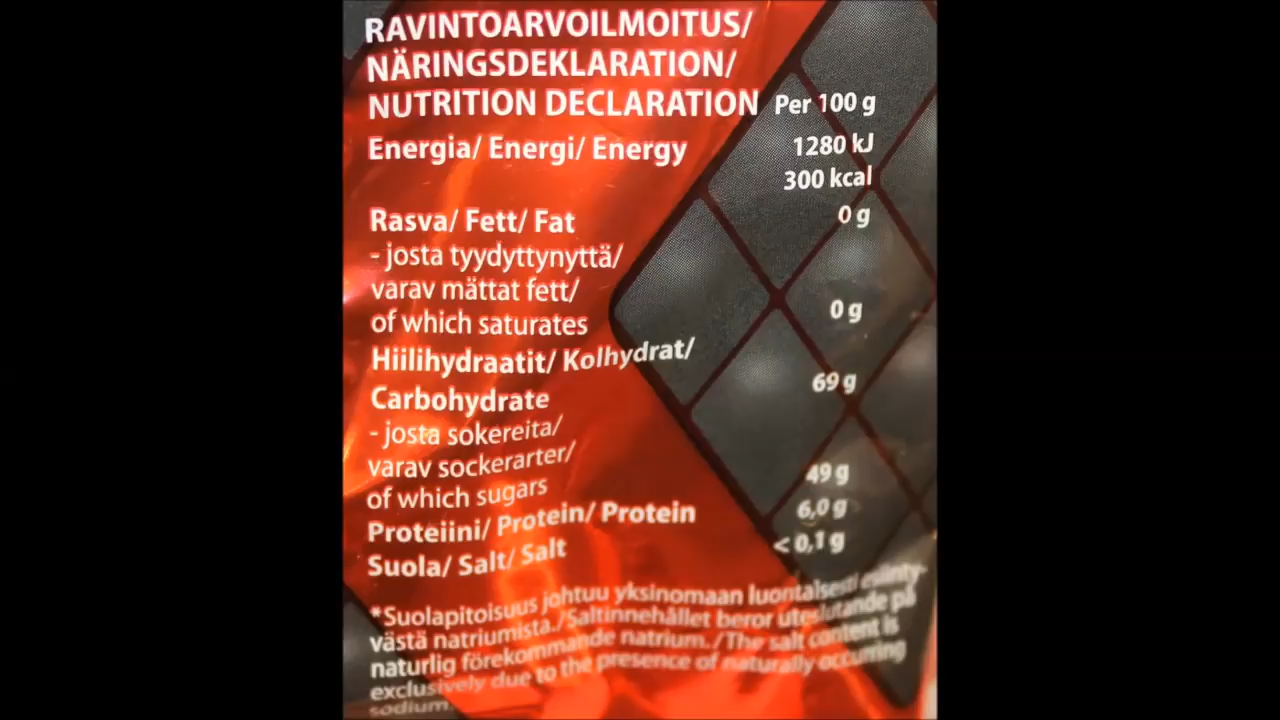 RAVINTOARVOILMOITUS/
NÄRINGSDEKLARATION/
NUTRITION DECLARATION Per 100 g
Energia/ Energi/ Energy 1280 kJ
300 kcal
Rasva/ Fett/ Fat 0 g
- josta tyydyttynyttä/
varav mättat fett/
of which saturates 0 g
Hiilihydraatit/ Kolhydrat/
Carbohydrate 69 g
- josta sokereita/
varav sockerarter/
of which sugars 49 g
Proteiini/ Protein/ Protein 6,0 g
Suola/ Salt/ Salt < 0,1 g
*Suolapitoisuus johtuu yksinomaan luontaisesti esiinty-
västä natriumista./Saltinnehållet beror uteslutande på
naturlig förekommande natrium./The salt content is
exclusively due to the presence of naturally occurring
sodium.